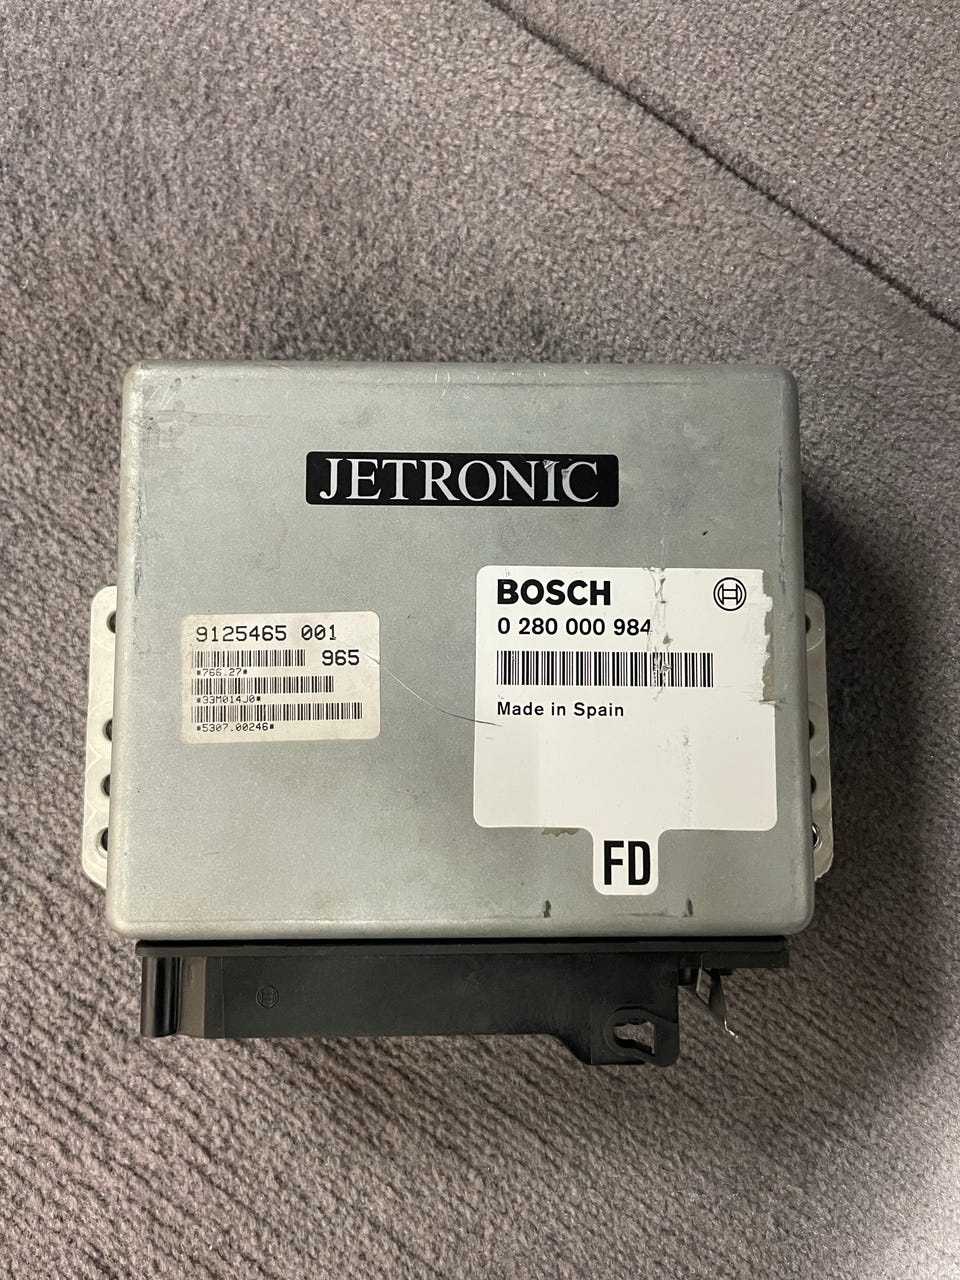 JETRONIC
9125465 001
965
*766.27*
*33M014J0*
*5307.00246*
BOSCH
0 280 000 984
Made in Spain
FD